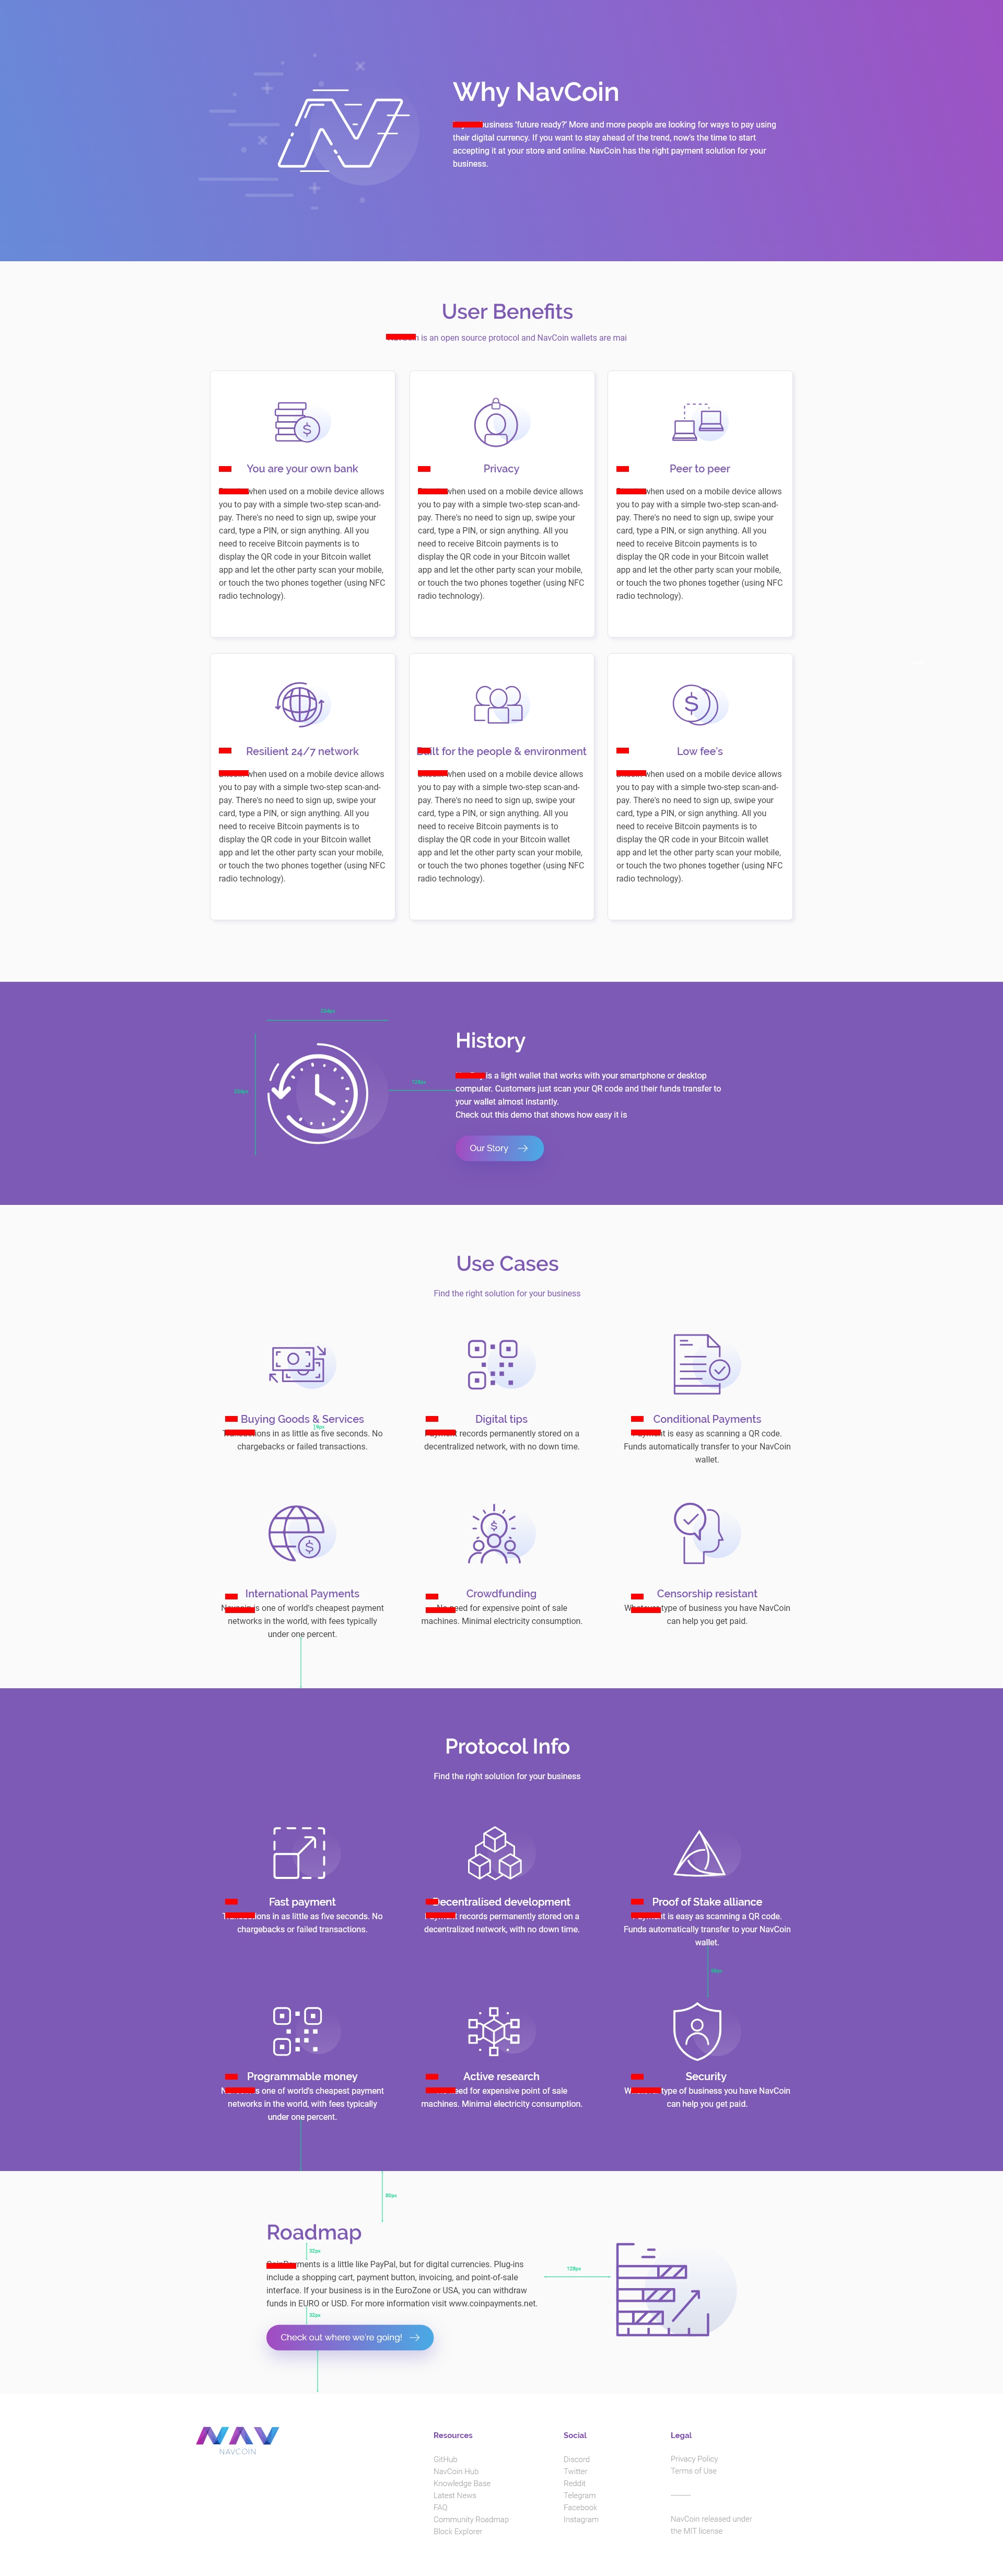 Why NavCoin
business 'future ready?' More and more people are looking for ways to pay using
their digital currency. If you want to stay ahead of the trend, now's the time to start
accepting it at your store and online. NavCoin has the right payment solution for your
business.
User Benefits
is an open source protocol and NavCoin wallets are mai
You are your own bank
when used on a mobile device allows
you to pay with a simple two-step scan-and-
pay. There's no need to sign up, swipe your
card, type a PIN, or sign anything. All you
need to receive Bitcoin payments is to
display the QR code in your Bitcoin wallet
app and let the other party scan your mobile,
or touch the two phones together (using NFC
radio technology).
Privacy
when used on a mobile device allows
you to pay with a simple two-step scan-and-
pay. There's no need to sign up, swipe your
card, type a PIN, or sign anything. All you
need to receive Bitcoin payments is to
display the QR code in your Bitcoin wallet
app and let the other party scan your mobile,
or touch the two phones together (using NFC
radio technology).
Peer to peer
when used on a mobile device allows
you to pay with a simple two-step scan-and-
pay. There's no need to sign up, swipe your
card, type a PIN, or sign anything. All you
need to receive Bitcoin payments is to
display the QR code in your Bitcoin wallet
app and let the other party scan your mobile,
or touch the two phones together (using NFC
radio technology).
Resilient 24/7 network
when used on a mobile device allows
you to pay with a simple two-step scan-and-
pay. There's no need to sign up, swipe your
card, type a PIN, or sign anything. All you
need to receive Bitcoin payments is to
display the QR code in your Bitcoin wallet
app and let the other party scan your mobile,
or touch the two phones together (using NFC
radio technology).
Built for the people & environment
when used on a mobile device allows
you to pay with a simple two-step scan-and-
pay. There's no need to sign up, swipe your
card, type a PIN, or sign anything. All you
need to receive Bitcoin payments is to
display the QR code in your Bitcoin wallet
app and let the other party scan your mobile,
or touch the two phones together (using NFC
radio technology).
Low fee's
when used on a mobile device allows
you to pay with a simple two-step scan-and-
pay. There's no need to sign up, swipe your
card, type a PIN, or sign anything. All you
need to receive Bitcoin payments is to
display the QR code in your Bitcoin wallet
app and let the other party scan your mobile,
or touch the two phones together (using NFC
radio technology).
History
is a light wallet that works with your smartphone or desktop
computer. Customers just scan your QR code and their funds transfer to
your wallet almost instantly.
Check out this demo that shows how easy it is
128px
Our Story
Use Cases
Find the right solution for your business
Buying Goods & Services
Transactions in as little as five seconds. No
chargebacks or failed transactions.
Digital tips
Payment records permanently stored on a
decentralized network, with no down time.
Conditional Payments
Payment is easy as scanning a QR code.
Funds automatically transfer to your NavCoin
wallet.
International Payments
Navcoin is one of world's cheapest payment
networks in the world, with fees typically
under one percent.
Crowdfunding
No need for expensive point of sale
machines. Minimal electricity consumption.
Censorship resistant
Whatever type of business you have NavCoin
can help you get paid.
Protocol Info
Find the right solution for your business
Fast payment
Transactions in as little as five seconds. No
chargebacks or failed transactions.
Decentralised development
Payment records permanently stored on a
decentralized network, with no down time.
Proof of Stake alliance
Payment is easy as scanning a QR code.
Funds automatically transfer to your NavCoin
wallet.
Programmable money
is one of world's cheapest payment
networks in the world, with fees typically
under one percent.
Active research
need for expensive point of sale
machines. Minimal electricity consumption.
Security
type of business you have NavCoin
can help you get paid.
80px
Roadmap
32px
CoinPayments is a little like PayPal, but for digital currencies. Plug-ins
include a shopping cart, payment button, invoicing, and point-of-sale
interface. If your business is in the EuroZone or USA, you can withdraw
funds in EURO or USD. For more information visit www.coinpayments.net.
128px
32px
Check out where we're going!
NAV
NAVCOIN
Resources
GitHub
NavCoin Hub
Knowledge Base
Latest News
FAQ
Community Roadmap
Block Explorer
Social
Discord
Twitter
Reddit
Telegram
Facebook
Instagram
Legal
Privacy Policy
Terms of Use
NavCoin released under
the MIT license